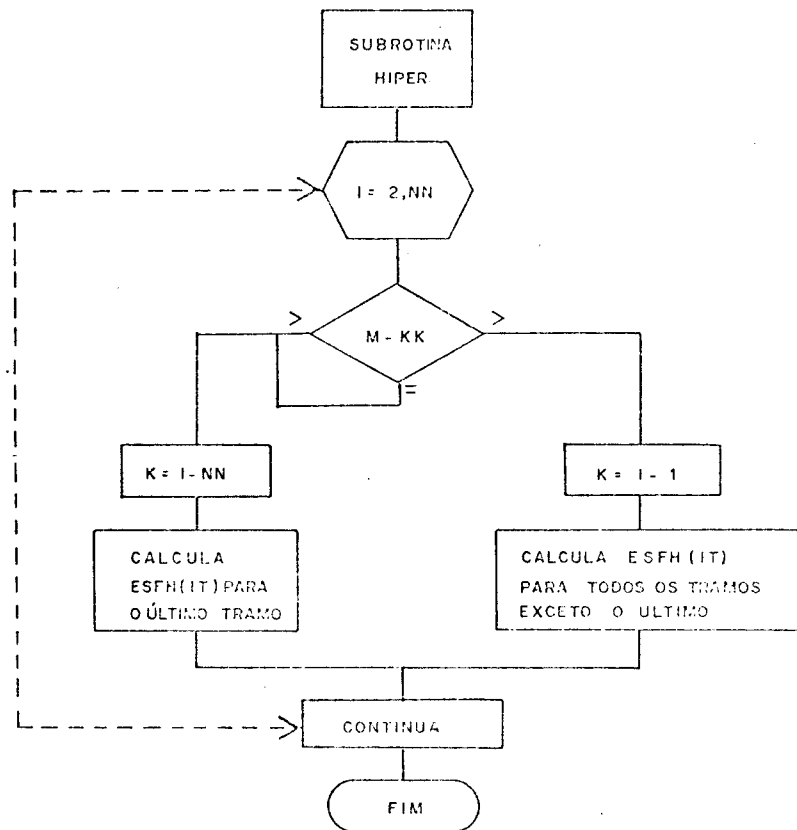 SUBROTINA
HIPER
I = 2,NN
>
>
M - KK
=
K = I - NN
K = I - 1
CALCULA
ESFH(IT) PARA
O ÚLTIMO TRAMO
CALCULA ESFH(IT)
PARA TODOS OS TRAMOS
EXCETO O ULTIMO
CONTINUA
FIM